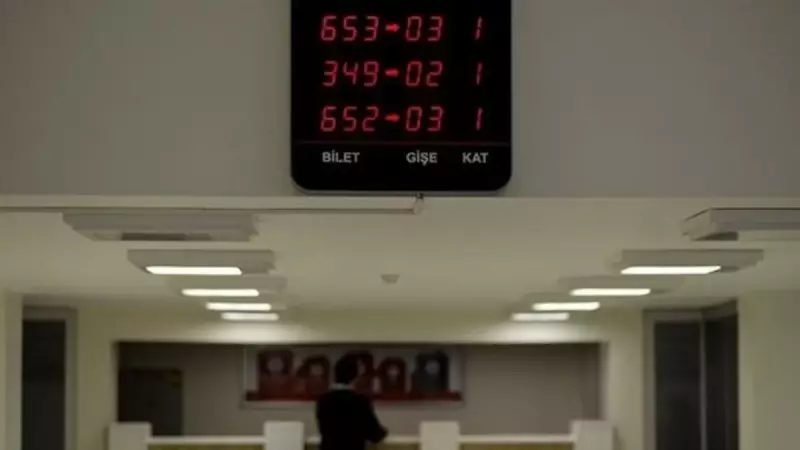 653→03 1
349→02 1
652→03 1
BİLET GİŞE KAT